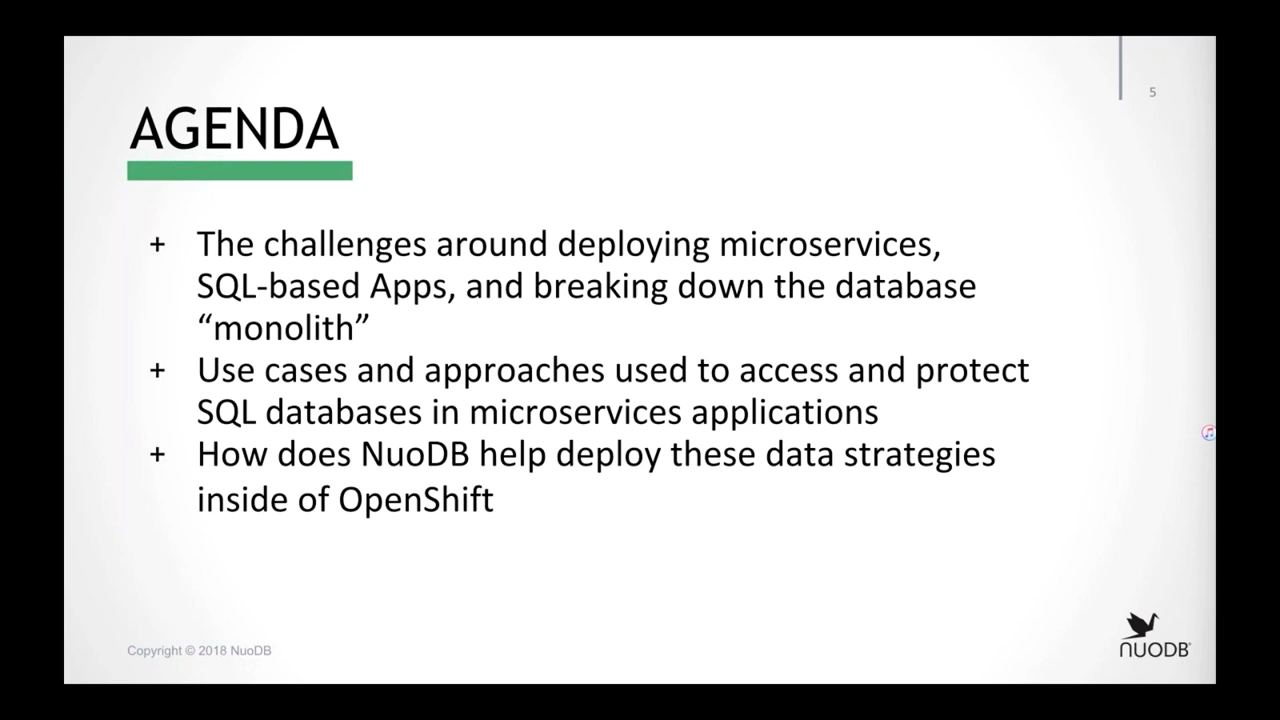 5
AGENDA
+ The challenges around deploying microservices,
SQL-based Apps, and breaking down the database
“monolith”
+ Use cases and approaches used to access and protect
SQL databases in microservices applications
+ How does NuoDB help deploy these data strategies
inside of OpenShift
Copyright © 2018 NuoDB
NUODB®